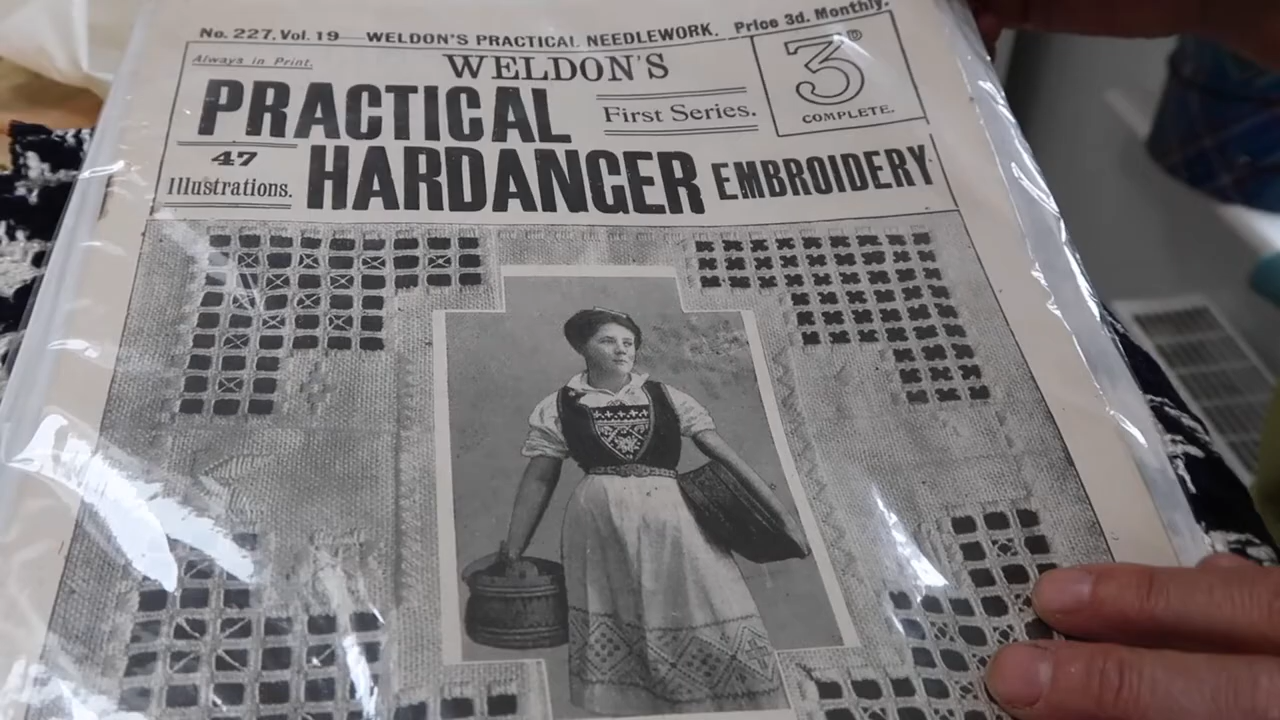 No. 227, Vol. 19—WELDON'S PRACTICAL NEEDLEWORK. Price 3d. Monthly.
Always in Print.
WELDON'S
3D
COMPLETE.
PRACTICAL
First Series.
47
Illustrations.
HARDANGER EMBROIDERY